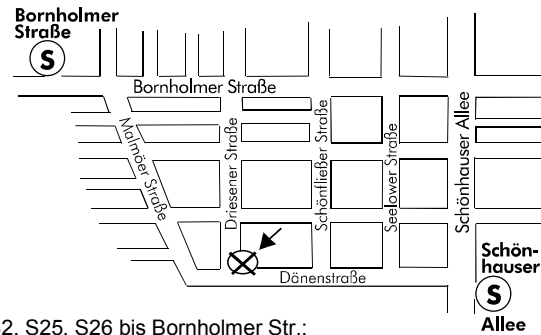 Bornholmer
Straße
S
Bornholmer Straße
Malmöer Straße
Driesener Straße
Schönfließer Straße
Seelower Straße
Schönhauser Allee
Dänenstraße
Schön-
hauser
S
Allee
S25, S26 bis Bornholmer Str.: